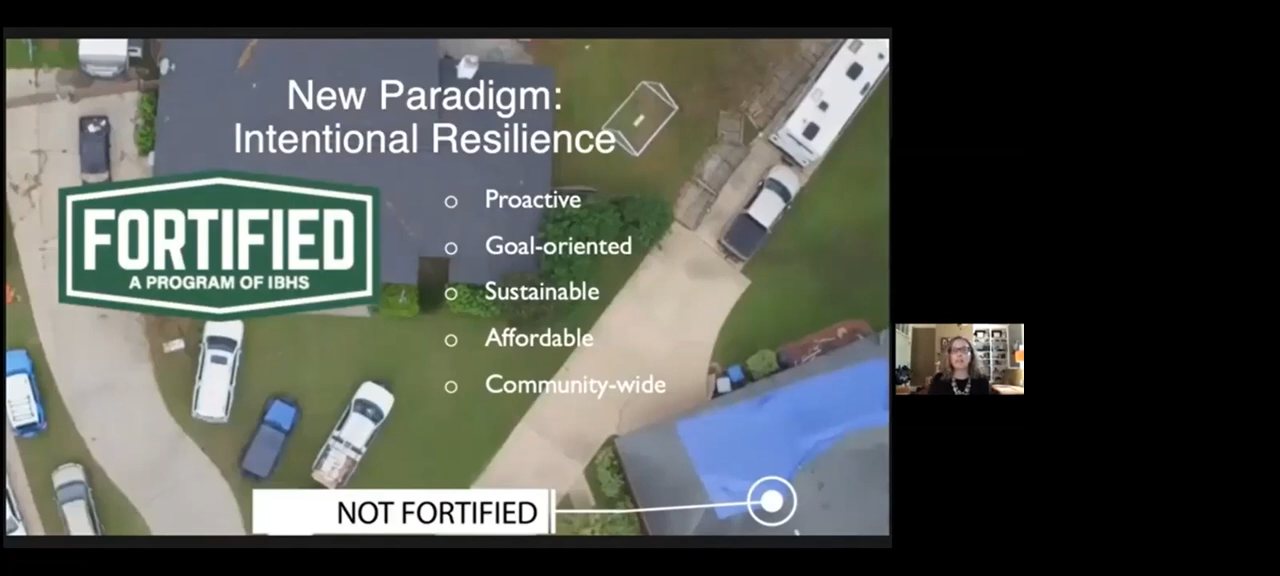 New Paradigm:
Intentional Resilience
FORTIFIED
A PROGRAM OF IBHS
Proactive
Goal-oriented
Sustainable
Affordable
Community-wide
NOT FORTIFIED